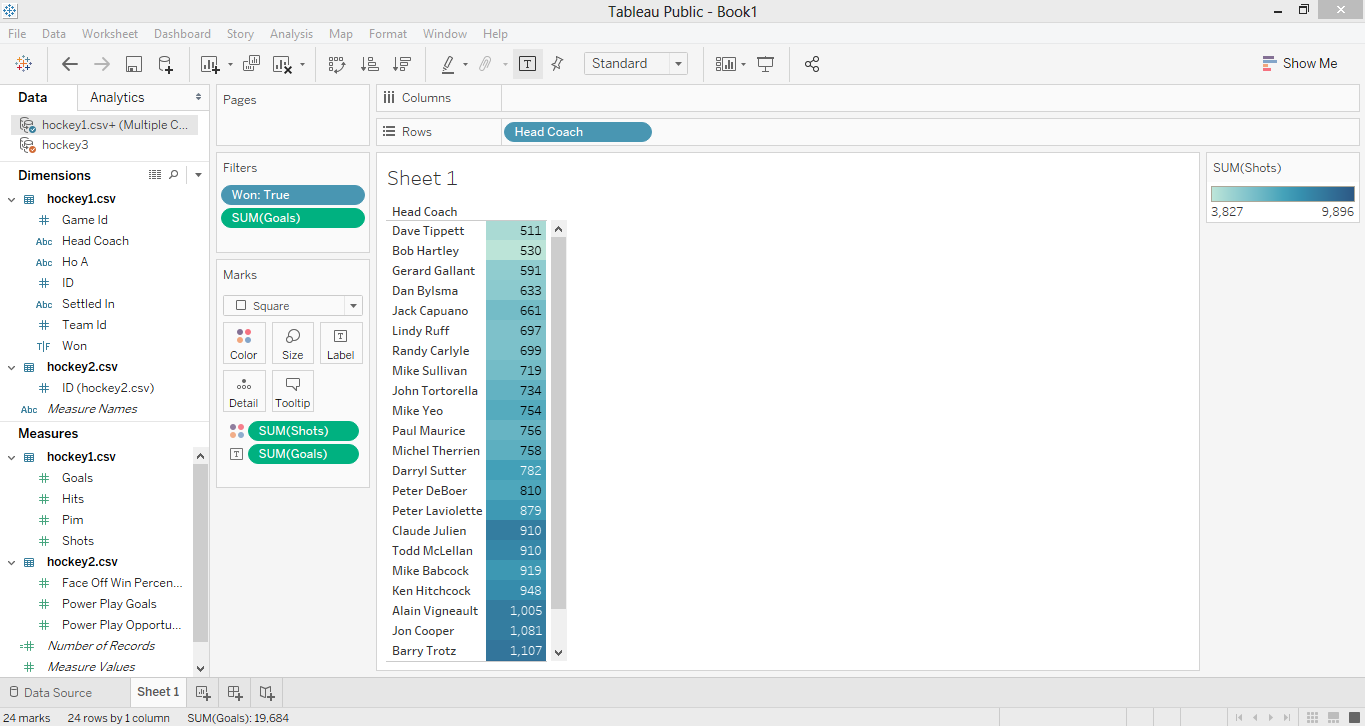 Tableau Public - Book1
File Data Worksheet Dashboard Story Analysis Map Format Window Help
Standard
Show Me
Data
Analytics
hockey1.csv+ (Multiple C...
hockey3
Dimensions
hockey1.csv
Game Id
Abc Head Coach
Abc Ho A
ID
Abc Settled In
Team Id
T|F Won
hockey2.csv
ID (hockey2.csv)
Abc Measure Names
Measures
hockey1.csv
Goals
Hits
Pim
Shots
hockey2.csv
Face Off Win Percen...
Power Play Goals
Power Play Opportu...
Number of Records
Measure Values
Pages
Filters
Won: True
SUM(Goals)
Marks
Square
Color Size Label
Detail Tooltip
SUM(Shots)
SUM(Goals)
Columns
Rows
Head Coach
Sheet 1
Head Coach
Dave Tippett 511
Bob Hartley 530
Gerard Gallant 591
Dan Bylsma 633
Jack Capuano 661
Lindy Ruff 697
Randy Carlyle 699
Mike Sullivan 719
John Tortorella 734
Mike Yeo 754
Paul Maurice 756
Michel Therrien 758
Darryl Sutter 782
Peter DeBoer 810
Peter Laviolette 879
Claude Julien 910
Todd McLellan 910
Mike Babcock 919
Ken Hitchcock 948
Alain Vigneault 1,005
Jon Cooper 1,081
Barry Trotz 1,107
SUM(Shots)
3,827 9,896
Data Source
Sheet 1
24 marks 24 rows by 1 column SUM(Goals): 19,684